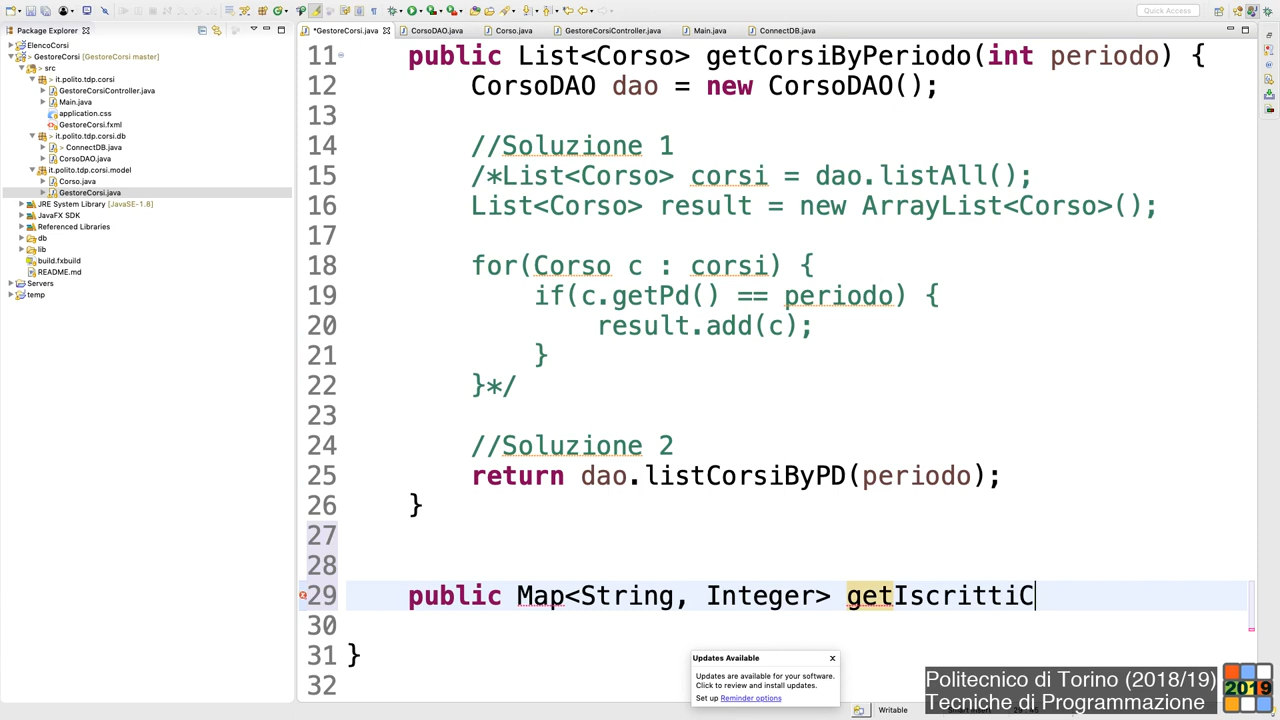 Quick Access
Package Explorer
*GestoreCorsi.java
CorsoDAO.java
Corso.java
GestoreCorsiController.java
Main.java
ConnectDB.java
ElencoCorsi
> GestoreCorsi [GestoreCorsi master]
> src
> it.polito.tdp.corsi
GestoreCorsiController.java
Main.java
application.css
GestoreCorsi.fxml
> it.polito.tdp.corsi.db
> ConnectDB.java
CorsoDAO.java
it.polito.tdp.corsi.model
Corso.java
GestoreCorsi.java
JRE System Library [JavaSE-1.8]
JavaFX SDK
Referenced Libraries
db
lib
build.fxbuild
README.md
Servers
temp
11 public List<Corso> getCorsiByPeriodo(int periodo) {
12 CorsoDAO dao = new CorsoDAO();
13
14 //Soluzione 1
15 /*List<Corso> corsi = dao.listAll();
16 List<Corso> result = new ArrayList<Corso>();
17
18 for(Corso c : corsi) {
19 if(c.getPd() == periodo) {
20 result.add(c);
21 }
22 }*/
23
24 //Soluzione 2
25 return dao.listCorsiByPD(periodo);
26 }
27
28
29 public Map<String, Integer> getIscrittiC
30
31 }
32
Updates Available
Updates are available for your software.
Click to review and install updates.
Set up Reminder options
Writable
Politecnico di Torino (2018/19)
Tecniche di Programmazione
2019